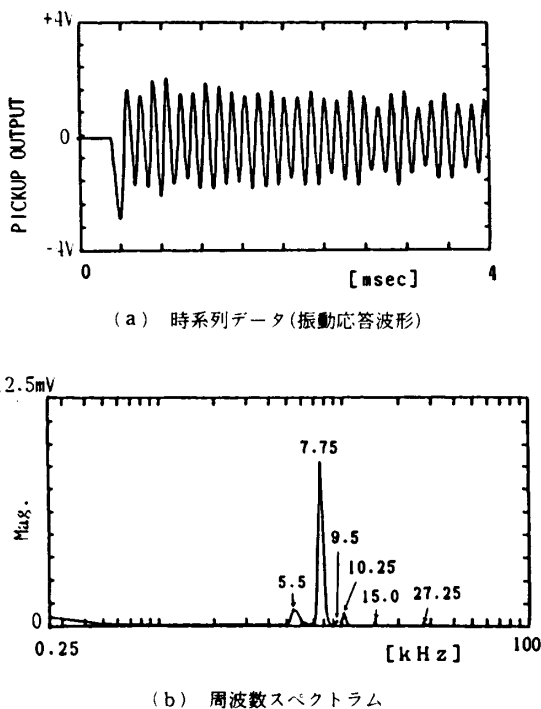 +4V
PICKUP OUTPUT
0
-4V
0 [msec] 4
(a) 時系列データ(振動応答波形)
2.5mV
Mag.
7.75
9.5
5.5
10.25
15.0
27.25
0
0.25 [kHz] 100
(b) 周波数スペクトラム